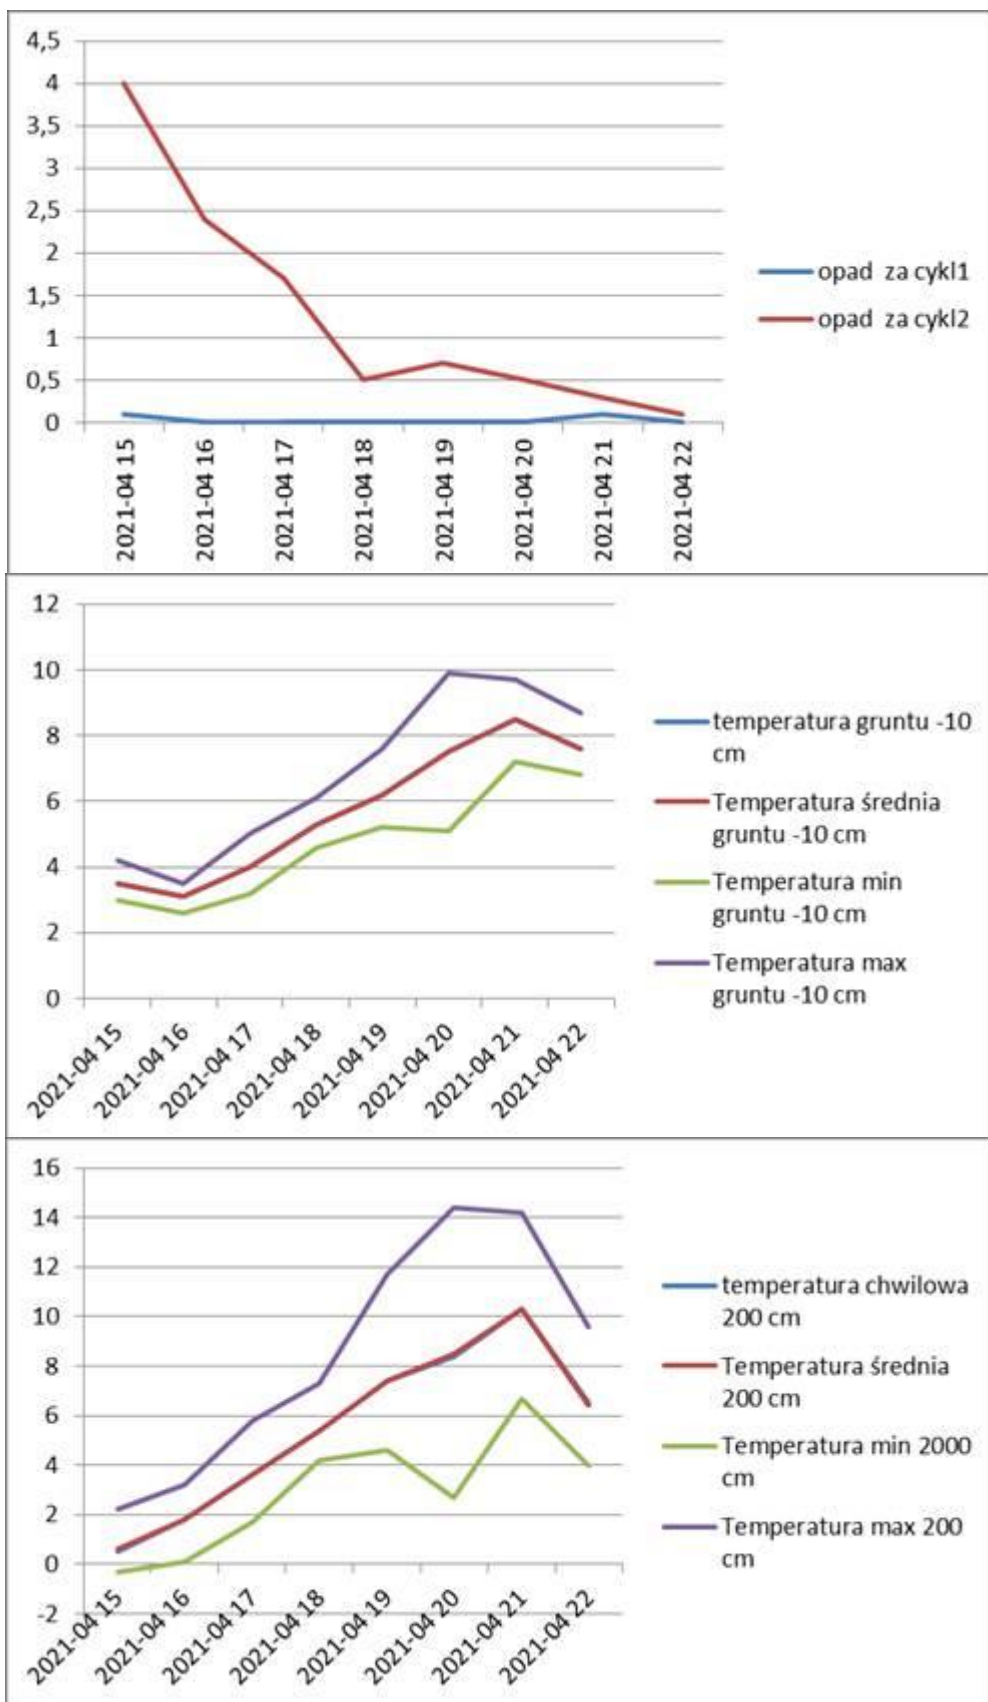 4,5
4
3,5
3
2,5
2
1,5
1
0,5
0
2021-04 15
2021-04 16
2021-04 17
2021-04 18
2021-04 19
2021-04 20
2021-04 21
2021-04 22
opad za cykl1
opad za cykl2
12
10
8
6
4
2
0
2021-04 15
2021-04 16
2021-04 17
2021-04 18
2021-04 19
2021-04 20
2021-04 21
2021-04 22
temperatura gruntu -10
cm
Temperatura średnia
gruntu -10 cm
Temperatura min
gruntu -10 cm
Temperatura max
gruntu -10 cm
16
14
12
10
8
6
4
2
0
-2
2021-04 15
2021-04 16
2021-04 17
2021-04 18
2021-04 19
2021-04 20
2021-04 21
2021-04 22
temperatura chwilowa
200 cm
Temperatura średnia
200 cm
Temperatura min 2000
cm
Temperatura max 200
cm